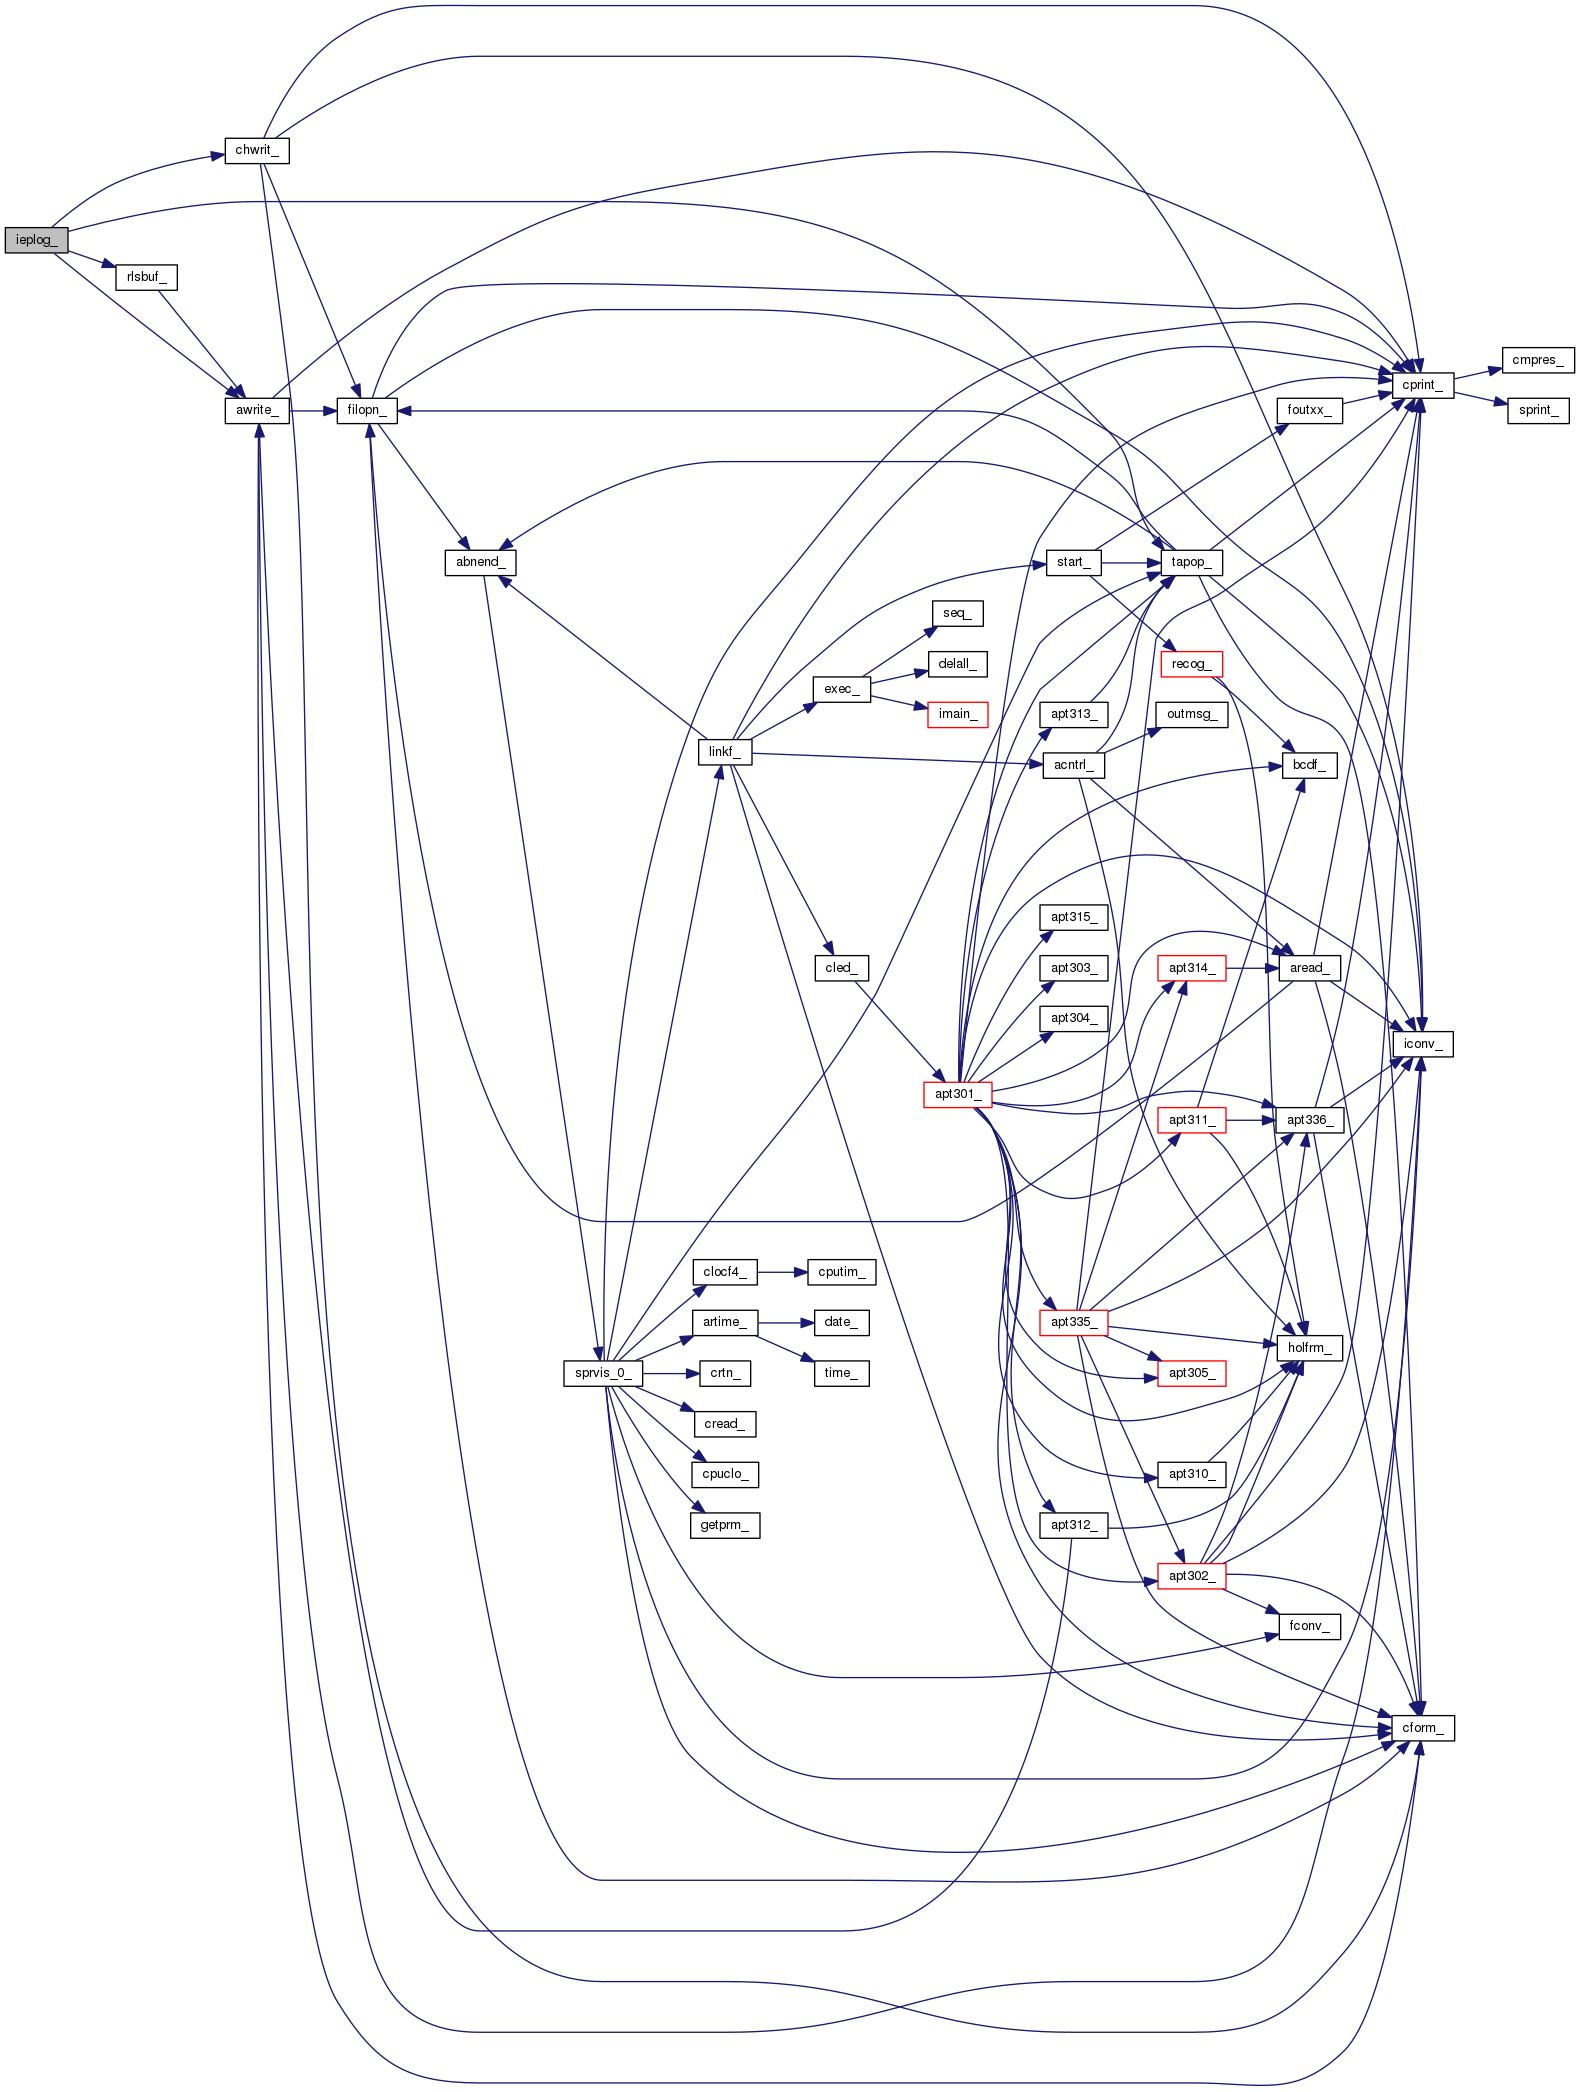 chwrit_
ieplog_
rlsbuf_
cmpres_
cprint_
awrite_
filopn_
foutxx_
sprint_
abnend_
start_
tapop_
seq_
delall_
recog_
exec_
imain_
apt313_
outmsg_
linkf_
acntrl_
bcdf_
apt315_
cled_
apt303_
apt314_
aread_
apt304_
iconv_
apt301_
apt311_
apt336_
clocf4_
cputim_
artime_
date_
apt335_
holfrm_
sprvis_0_
crtn_
time_
apt305_
cread_
cpuclo_
apt310_
getprm_
apt312_
apt302_
fconv_
cform_